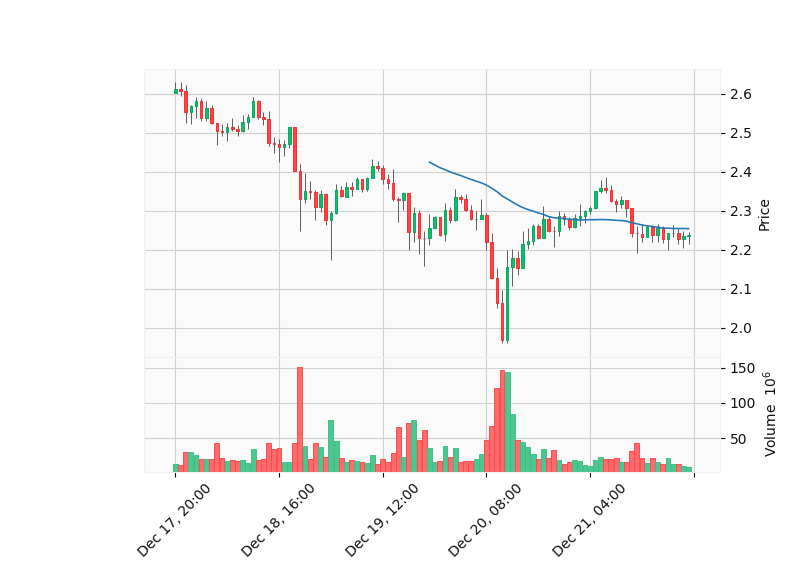 2.6
2.5
2.4
2.3
2.2
2.1
2.0
Price
150
100
50
Volume 10^6
Dec 17, 20:00
Dec 18, 16:00
Dec 19, 12:00
Dec 20, 08:00
Dec 21, 04:00